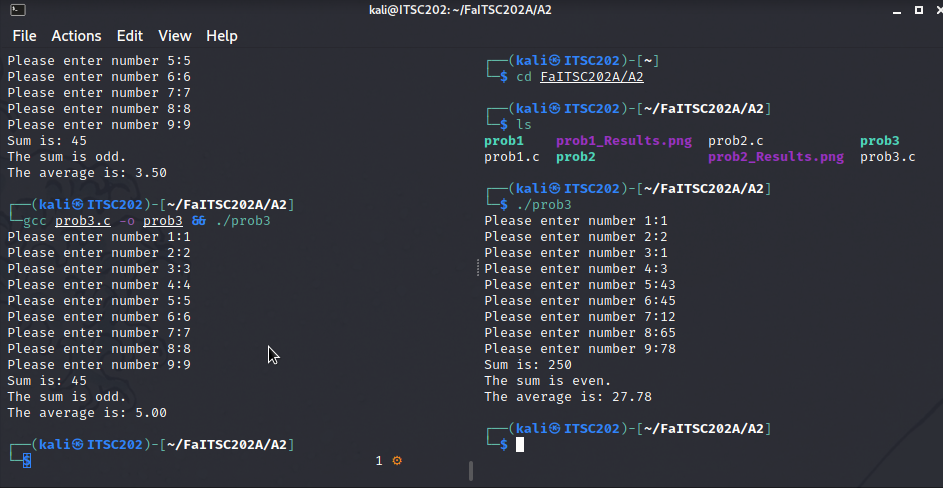 kali@ITSC202: ~/FaITSC202A/A2
File Actions Edit View Help
Please enter number 5:5
Please enter number 6:6
Please enter number 7:7
Please enter number 8:8
Please enter number 9:9
Sum is: 45
The sum is odd.
The average is: 3.50
┌──(kali㉿ITSC202)-[~/FaITSC202A/A2]
└─gcc prob3.c -o prob3 && ./prob3
Please enter number 1:1
Please enter number 2:2
Please enter number 3:3
Please enter number 4:4
Please enter number 5:5
Please enter number 6:6
Please enter number 7:7
Please enter number 8:8
Please enter number 9:9
Sum is: 45
The sum is odd.
The average is: 5.00
┌──(kali㉿ITSC202)-[~/FaITSC202A/A2]
└─$ 1 ⚙
┌──(kali㉿ITSC202)-[~]
└─$ cd FaITSC202A/A2
┌──(kali㉿ITSC202)-[~/FaITSC202A/A2]
└─$ ls
prob1 prob1_Results.png prob2.c prob3
prob1.c prob2 prob2_Results.png prob3.c
┌──(kali㉿ITSC202)-[~/FaITSC202A/A2]
└─$ ./prob3
Please enter number 1:1
Please enter number 2:2
Please enter number 3:1
Please enter number 4:3
Please enter number 5:43
Please enter number 6:45
Please enter number 7:12
Please enter number 8:65
Please enter number 9:78
Sum is: 250
The sum is even.
The average is: 27.78
┌──(kali㉿ITSC202)-[~/FaITSC202A/A2]
└─$